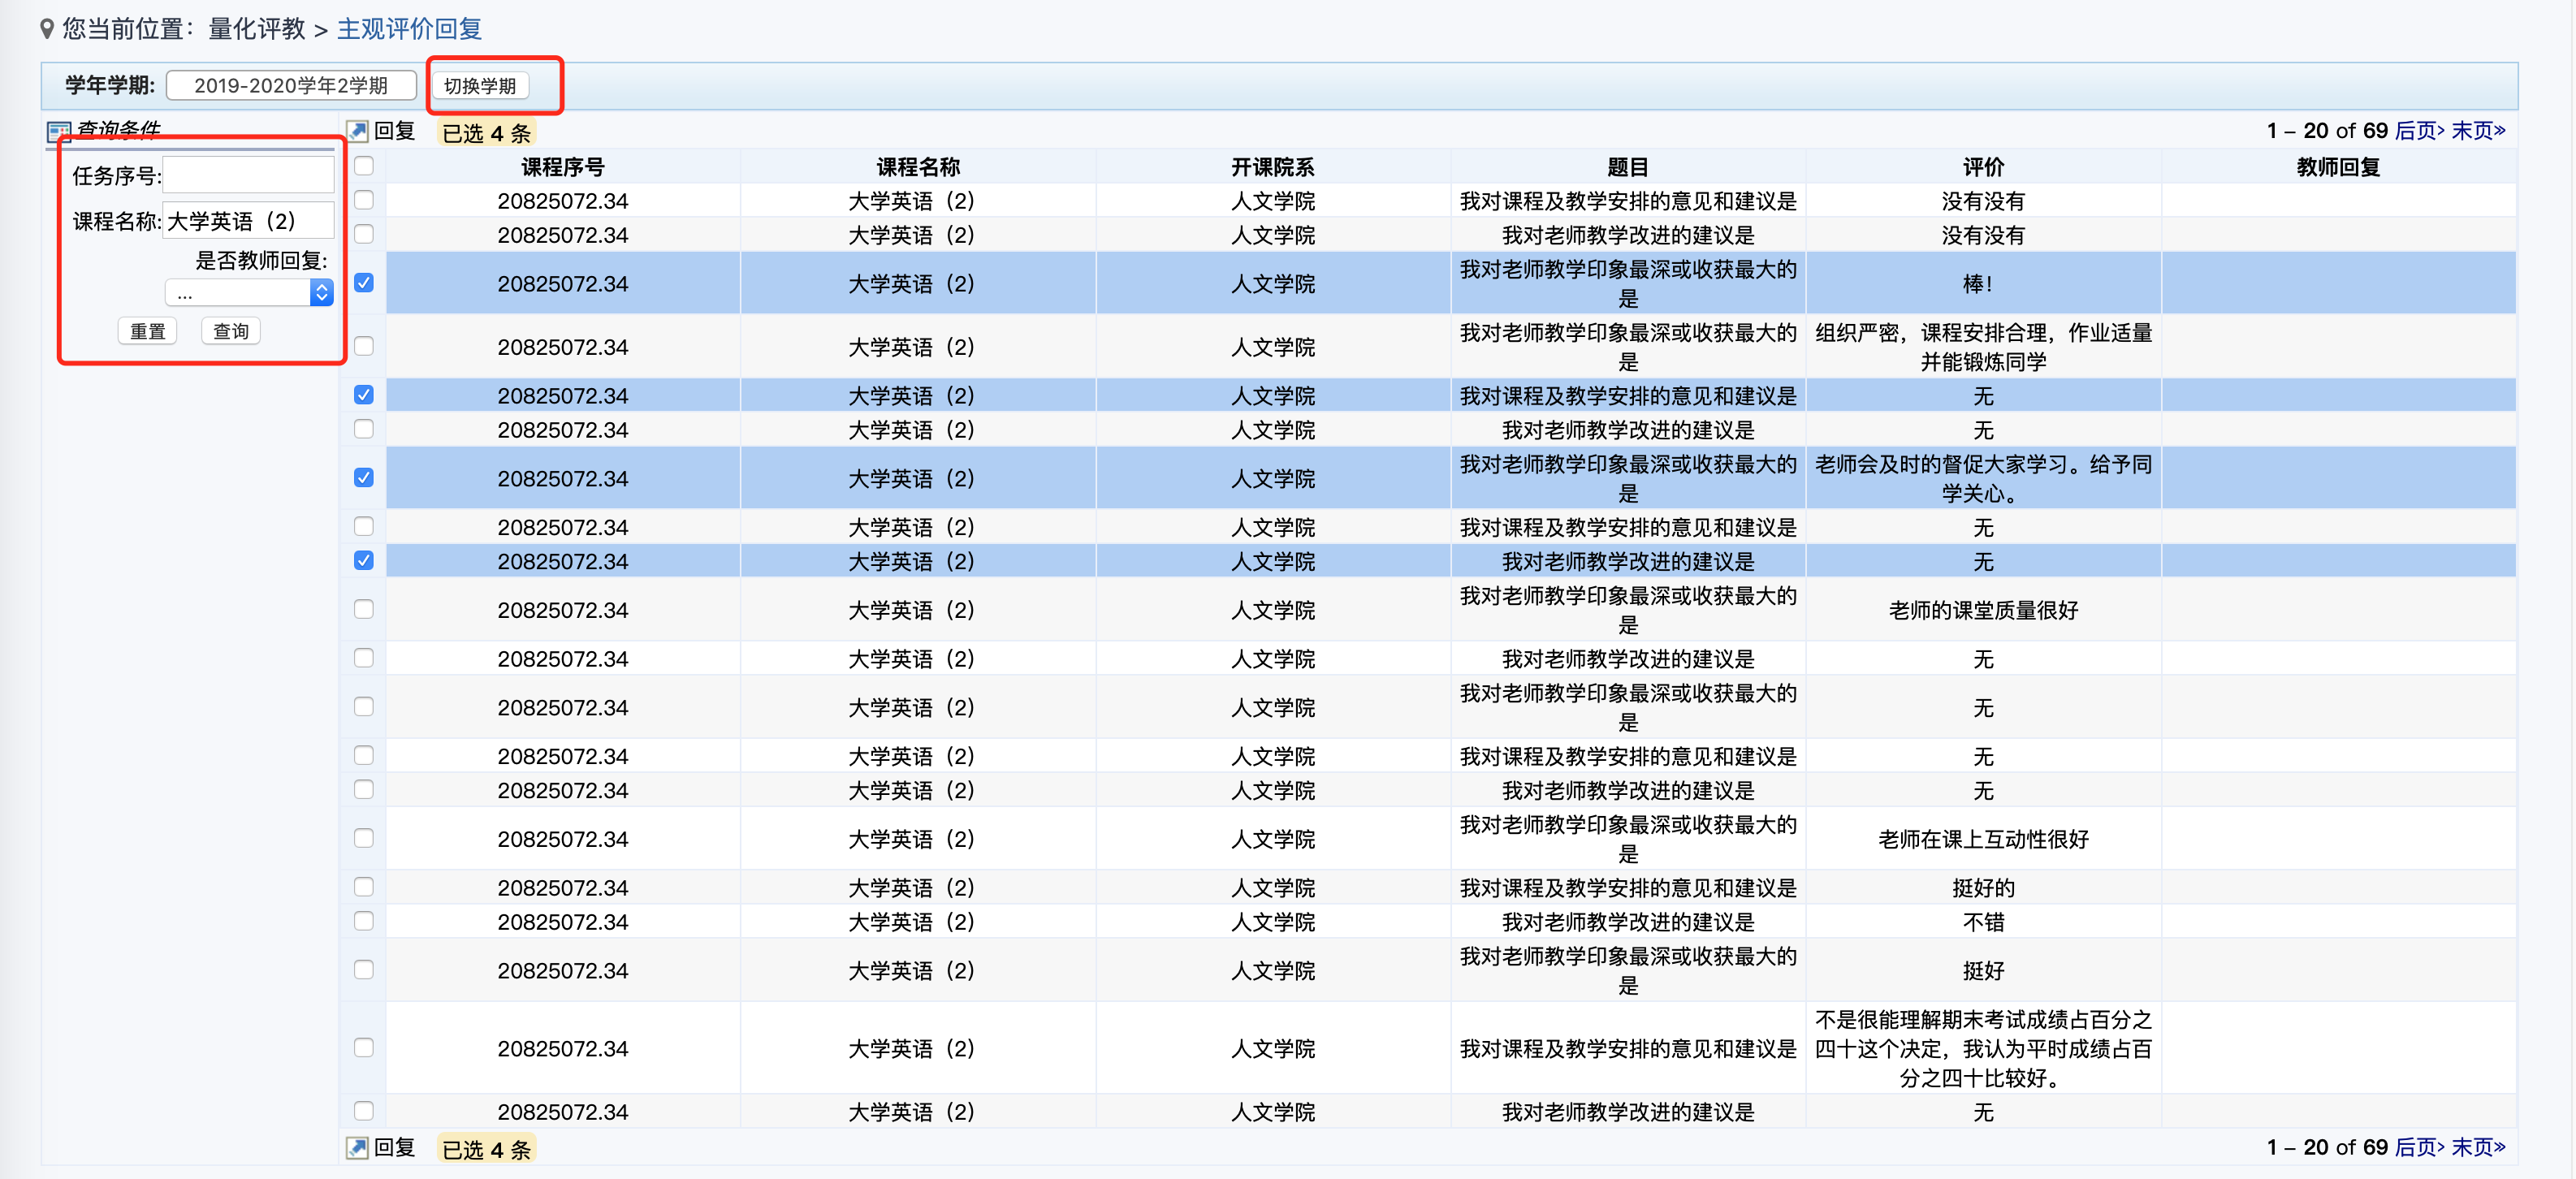 您当前位置：量化评教 > 主观评价回复
学年学期: 2019-2020学年2学期 切换学期
查询条件
任务序号:
课程名称: 大学英语（2）
是否教师回复:
...
重置 查询
回复 已选 4 条 1 – 20 of 69 后页› 末页»
课程序号 课程名称 开课院系 题目 评价 教师回复
20825072.34 大学英语（2） 人文学院 我对课程及教学安排的意见和建议是 没有没有
20825072.34 大学英语（2） 人文学院 我对老师教学改进的建议是 没有没有
20825072.34 大学英语（2） 人文学院 我对老师教学印象最深或收获最大的
是 棒！
20825072.34 大学英语（2） 人文学院 我对老师教学印象最深或收获最大的
是 组织严密，课程安排合理，作业适量
并能锻炼同学
20825072.34 大学英语（2） 人文学院 我对课程及教学安排的意见和建议是 无
20825072.34 大学英语（2） 人文学院 我对老师教学改进的建议是 无
20825072.34 大学英语（2） 人文学院 我对老师教学印象最深或收获最大的
是 老师会及时的督促大家学习。给予同
学关心。
20825072.34 大学英语（2） 人文学院 我对课程及教学安排的意见和建议是 无
20825072.34 大学英语（2） 人文学院 我对老师教学改进的建议是 无
20825072.34 大学英语（2） 人文学院 我对老师教学印象最深或收获最大的
是 老师的课堂质量很好
20825072.34 大学英语（2） 人文学院 我对老师教学改进的建议是 无
20825072.34 大学英语（2） 人文学院 我对老师教学印象最深或收获最大的
是 无
20825072.34 大学英语（2） 人文学院 我对课程及教学安排的意见和建议是 无
20825072.34 大学英语（2） 人文学院 我对老师教学改进的建议是 无
20825072.34 大学英语（2） 人文学院 我对老师教学印象最深或收获最大的
是 老师在课上互动性很好
20825072.34 大学英语（2） 人文学院 我对课程及教学安排的意见和建议是 挺好的
20825072.34 大学英语（2） 人文学院 我对老师教学改进的建议是 不错
20825072.34 大学英语（2） 人文学院 我对老师教学印象最深或收获最大的
是 挺好
20825072.34 大学英语（2） 人文学院 我对课程及教学安排的意见和建议是 不是很能理解期末考试成绩占百分之
四十这个决定，我认为平时成绩占百
分之四十比较好。
20825072.34 大学英语（2） 人文学院 我对老师教学改进的建议是 无
回复 已选 4 条 1 – 20 of 69 后页› 末页»